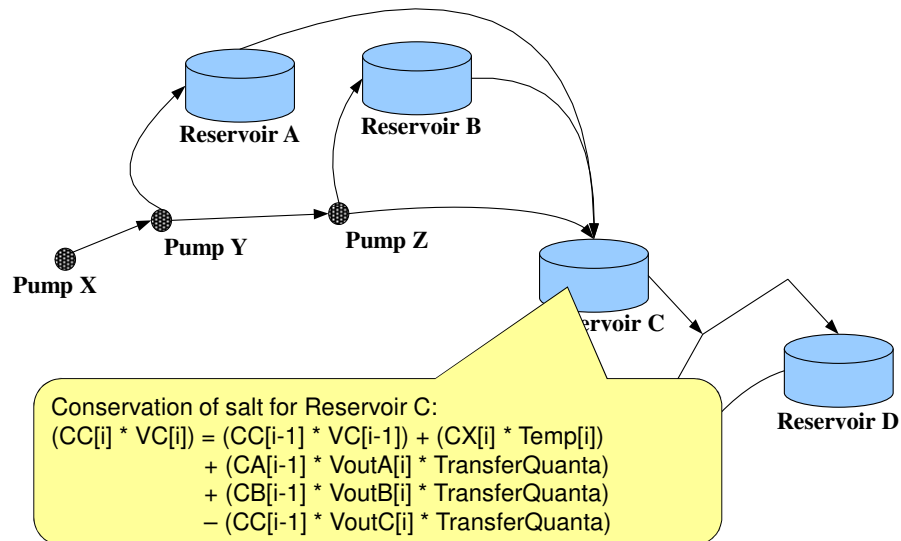 Reservoir A
Reservoir B
Pump Y
Pump Z
Pump X
ervoir C
Reservoir D
Conservation of salt for Reservoir C:
(CC[i] * VC[i]) = (CC[i-1] * VC[i-1]) + (CX[i] * Temp[i])
+ (CA[i-1] * VoutA[i] * TransferQuanta)
+ (CB[i-1] * VoutB[i] * TransferQuanta)
– (CC[i-1] * VoutC[i] * TransferQuanta)